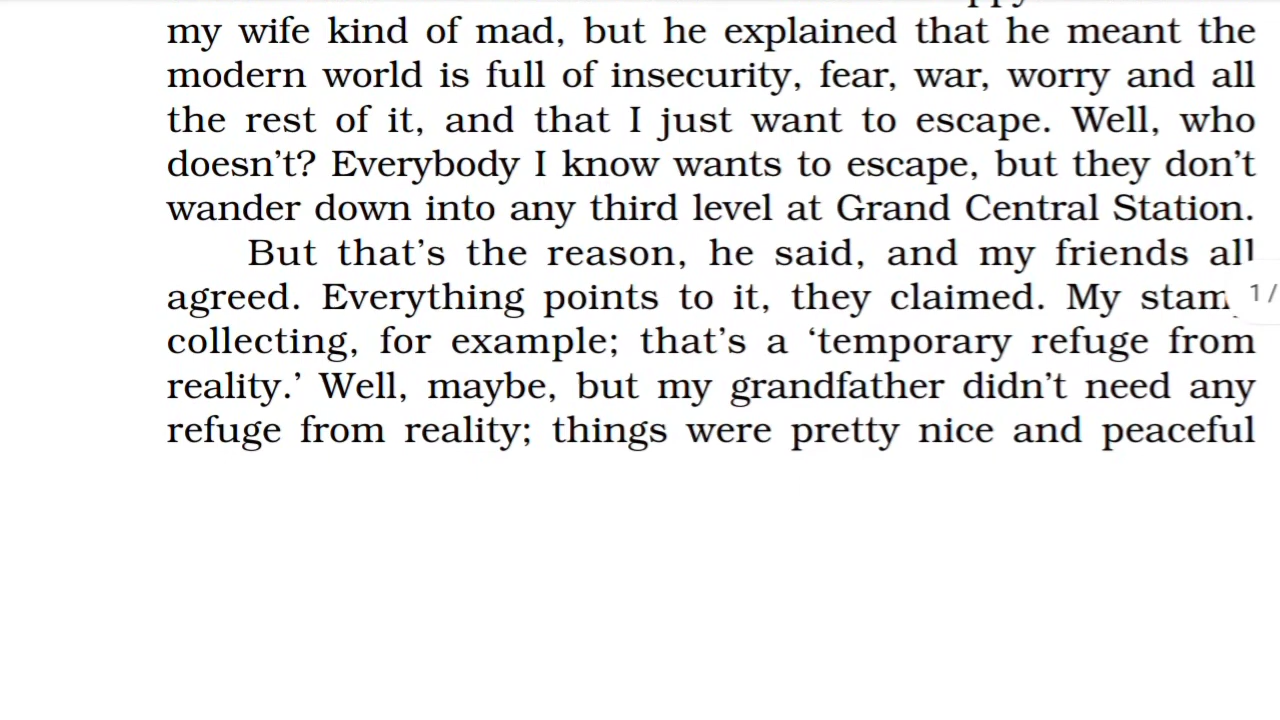 my wife kind of mad, but he explained that he meant the
modern world is full of insecurity, fear, war, worry and all
the rest of it, and that I just want to escape. Well, who
doesn’t? Everybody I know wants to escape, but they don’t
wander down into any third level at Grand Central Station.
But that’s the reason, he said, and my friends all
agreed. Everything points to it, they claimed. My
1/
collecting, for example; that’s a ‘temporary refuge from
reality.’ Well, maybe, but my grandfather didn’t need any
refuge from reality; things were pretty nice and peaceful